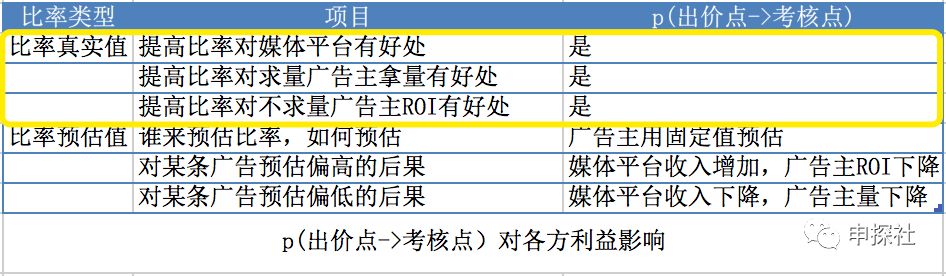 比率类型 项目 p(出价点->考核点)
比率真实值 提高比率对媒体平台有好处 是
提高比率对求量广告主拿量有好处 是
提高比率对不求量广告主ROI有好处 是
比率预估值 谁来预估比率，如何预估 广告主用固定值预估
对某条广告预估偏高的后果 媒体平台收入增加，广告主ROI下降
对某条广告预估偏低的后果 媒体平台收入下降，广告主量下降
p(出价点->考核点) 对各方利益影响
申探社